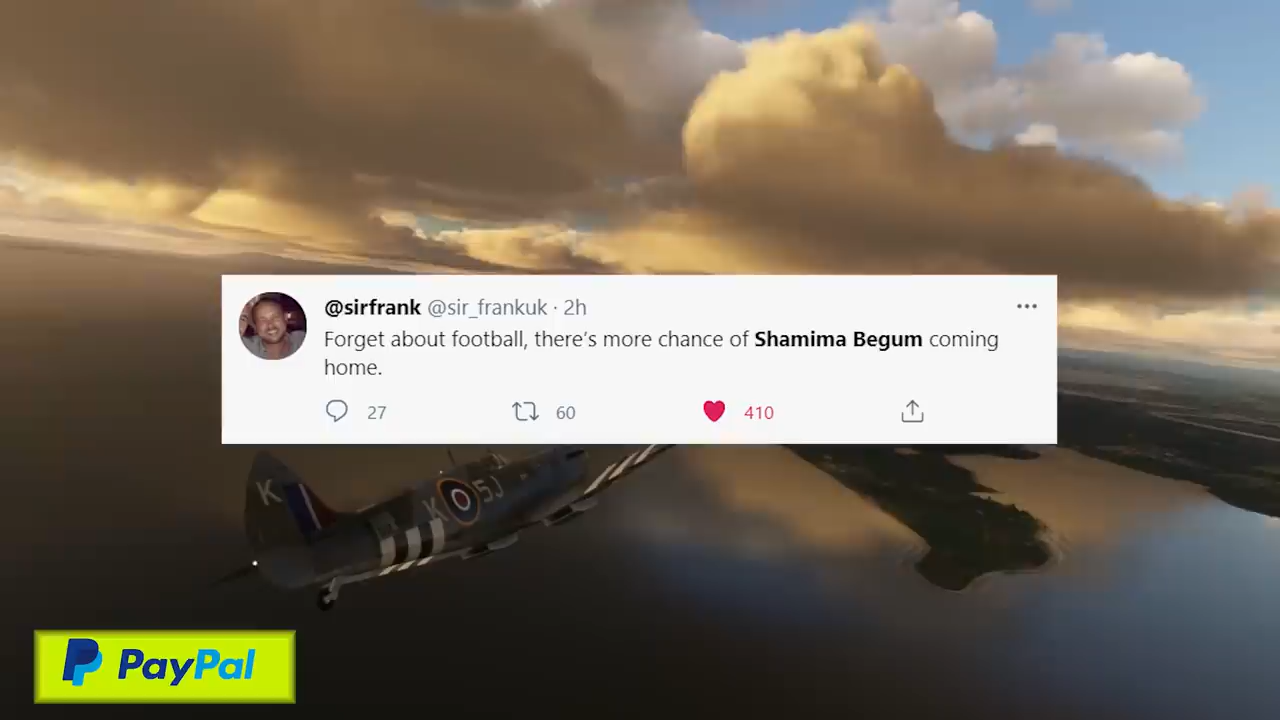 @sirfrank @sir_frankuk · 2h
Forget about football, there's more chance of Shamima Begum coming
home.
27 60 410
K
K 5J
PayPal